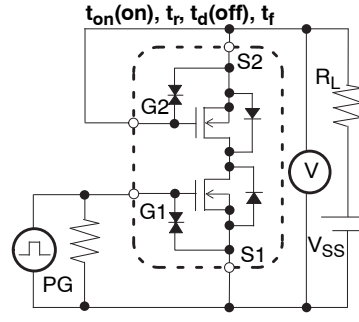 t_on(on), t_r, t_d(off), t_f
S2
G2
R_L
V
G1
V_SS
S1
PG